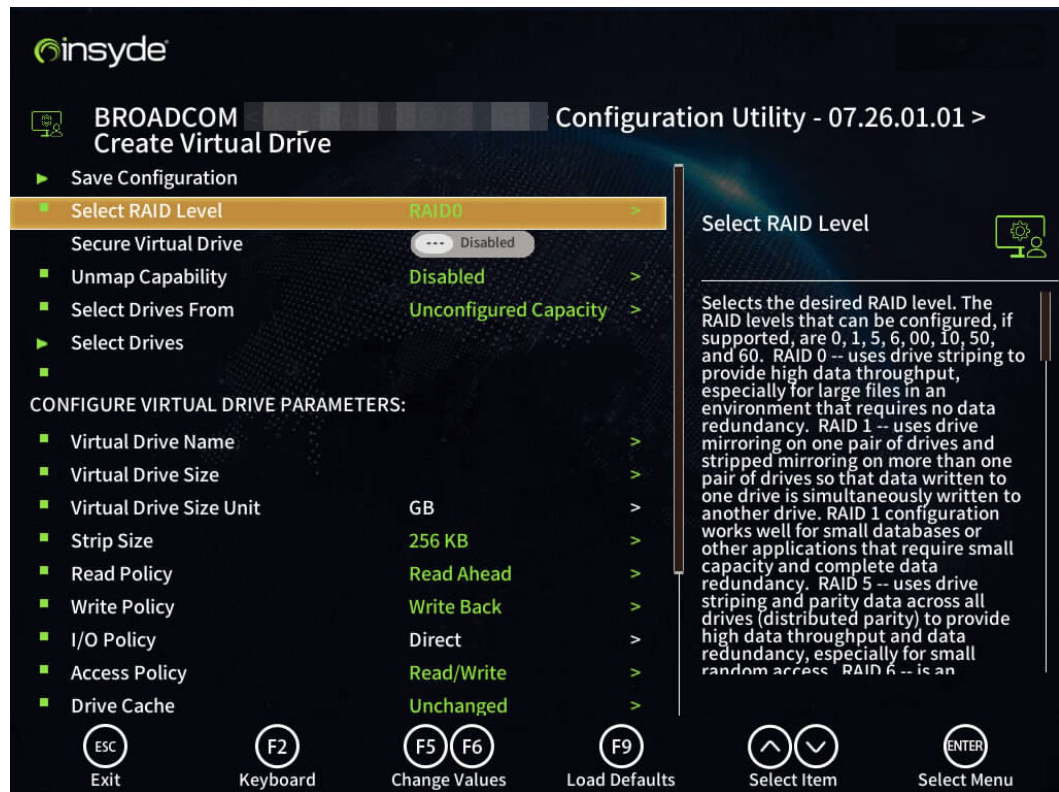 insyde
BROADCOM Configuration Utility - 07.26.01.01 >
Create Virtual Drive
Save Configuration
Select RAID Level RAID0 >
Secure Virtual Drive --- Disabled
Unmap Capability Disabled >
Select Drives From Unconfigured Capacity >
Select Drives
CONFIGURE VIRTUAL DRIVE PARAMETERS:
Virtual Drive Name >
Virtual Drive Size >
Virtual Drive Size Unit GB >
Strip Size 256 KB >
Read Policy Read Ahead >
Write Policy Write Back >
I/O Policy Direct >
Access Policy Read/Write >
Drive Cache Unchanged >
Select RAID Level
Selects the desired RAID level. The
RAID levels that can be configured, if
supported, are 0, 1, 5, 6, 00, 10, 50,
and 60. RAID 0 -- uses drive striping to
provide high data throughput,
especially for large files in an
environment that requires no data
redundancy. RAID 1 -- uses drive
mirroring on one pair of drives and
stripped mirroring on more than one
pair of drives so that data written to
one drive is simultaneously written to
another drive. RAID 1 configuration
works well for small databases or
other applications that require small
capacity and complete data
redundancy. RAID 5 -- uses drive
striping and parity data across all
drives (distributed parity) to provide
high data throughput and data
redundancy, especially for small
random access. RAID 6 -- is an
ESC F2 F5 F6 F9 ENTER
Exit Keyboard Change Values Load Defaults Select Item Select Menu